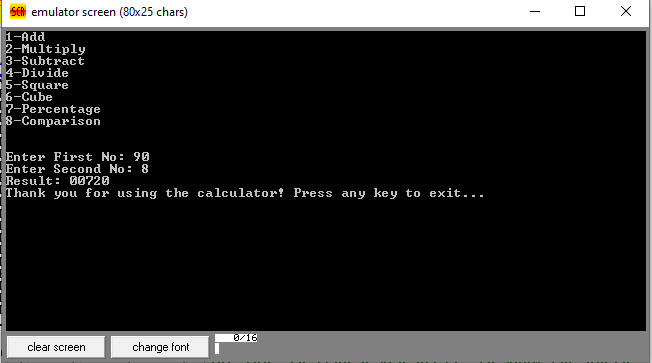 SCR emulator screen (80x25 chars)
1-Add
2-Multiply
3-Subtract
4-Divide
5-Square
6-Cube
7-Percentage
8-Comparison
Enter First No: 90
Enter Second No: 8
Result: 00720
Thank you for using the calculator! Press any key to exit...
clear screen change font 0/16